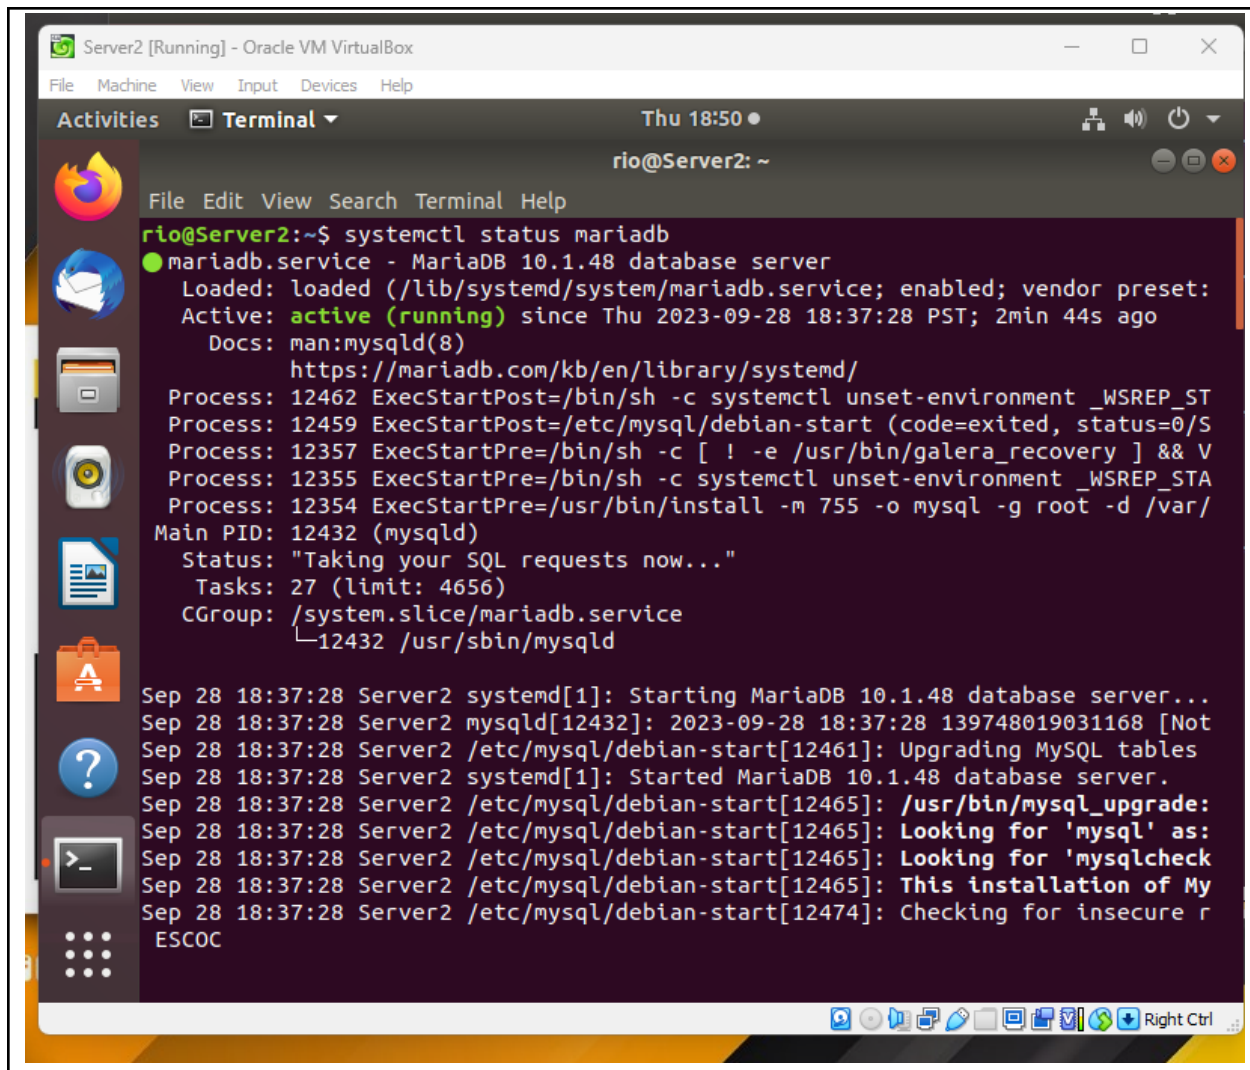 Server2 [Running] - Oracle VM VirtualBox
File Machine View Input Devices Help
Activities Terminal Thu 18:50
rio@Server2: ~
File Edit View Search Terminal Help
rio@Server2:~$ systemctl status mariadb
mariadb.service - MariaDB 10.1.48 database server
Loaded: loaded (/lib/systemd/system/mariadb.service; enabled; vendor preset:
Active: active (running) since Thu 2023-09-28 18:37:28 PST; 2min 44s ago
Docs: man:mysqld(8)
https://mariadb.com/kb/en/library/systemd/
Process: 12462 ExecStartPost=/bin/sh -c systemctl unset-environment _WSREP_ST
Process: 12459 ExecStartPost=/etc/mysql/debian-start (code=exited, status=0/S
Process: 12357 ExecStartPre=/bin/sh -c [ ! -e /usr/bin/galera_recovery ] && V
Process: 12355 ExecStartPre=/bin/sh -c systemctl unset-environment _WSREP_STA
Process: 12354 ExecStartPre=/usr/bin/install -m 755 -o mysql -g root -d /var/
Main PID: 12432 (mysqld)
Status: "Taking your SQL requests now..."
Tasks: 27 (limit: 4656)
CGroup: /system.slice/mariadb.service
└─12432 /usr/sbin/mysqld
Sep 28 18:37:28 Server2 systemd[1]: Starting MariaDB 10.1.48 database server...
Sep 28 18:37:28 Server2 mysqld[12432]: 2023-09-28 18:37:28 139748019031168 [Not
Sep 28 18:37:28 Server2 /etc/mysql/debian-start[12461]: Upgrading MySQL tables
Sep 28 18:37:28 Server2 systemd[1]: Started MariaDB 10.1.48 database server.
Sep 28 18:37:28 Server2 /etc/mysql/debian-start[12465]: /usr/bin/mysql_upgrade:
Sep 28 18:37:28 Server2 /etc/mysql/debian-start[12465]: Looking for 'mysql' as:
Sep 28 18:37:28 Server2 /etc/mysql/debian-start[12465]: Looking for 'mysqlcheck
Sep 28 18:37:28 Server2 /etc/mysql/debian-start[12465]: This installation of My
Sep 28 18:37:28 Server2 /etc/mysql/debian-start[12474]: Checking for insecure r
ESCOC
Right Ctrl